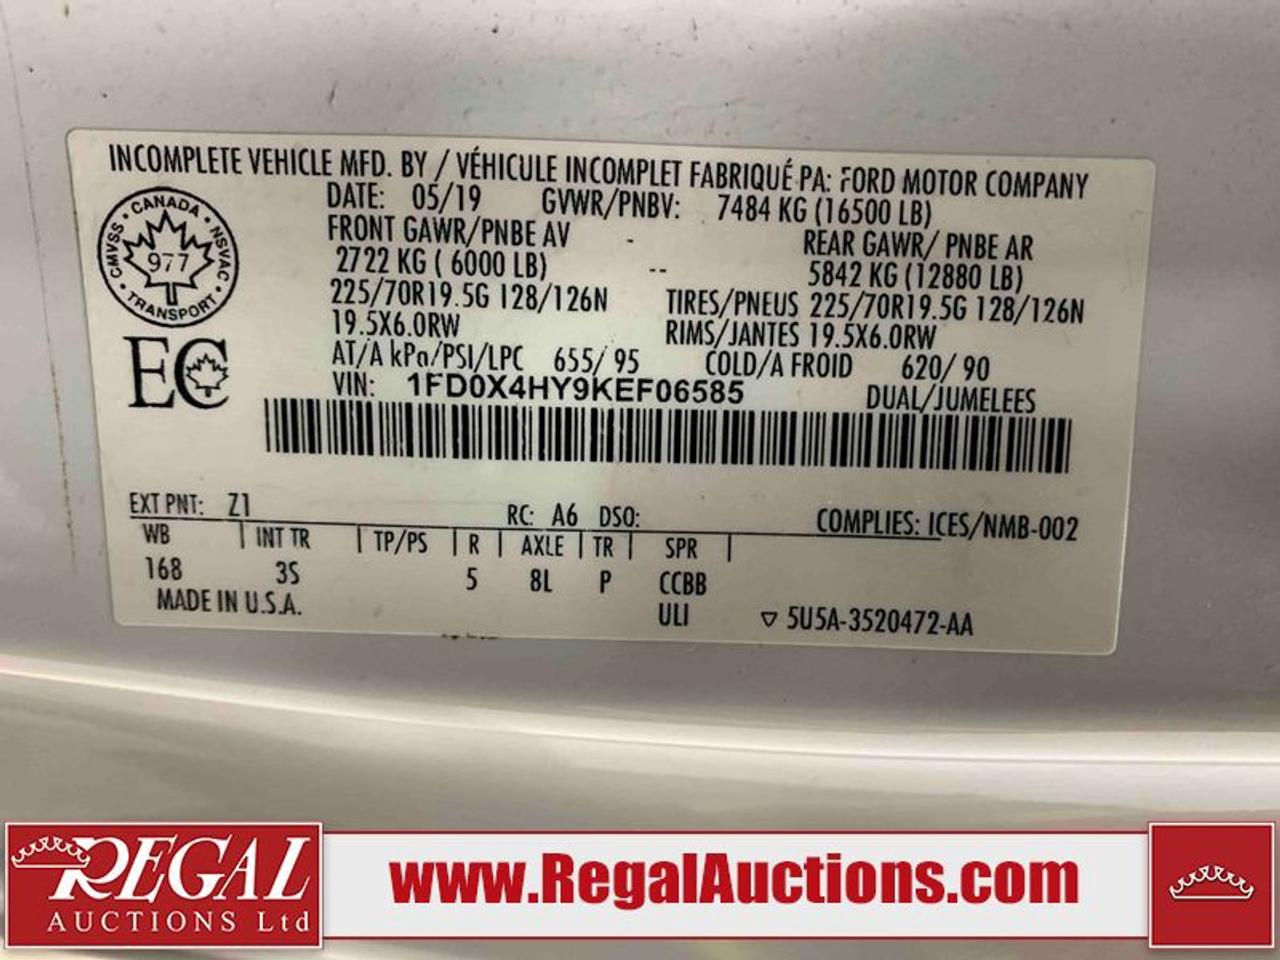 INCOMPLETE VEHICLE MFD. BY / VÉHICULE INCOMPLET FABRIQUÉ PA: FORD MOTOR COMPANY
DATE: 05/19 GVWR/PNBV: 7484 KG (16500 LB)
FRONT GAWR/PNBE AV - REAR GAWR/ PNBE AR
2722 KG ( 6000 LB) -- 5842 KG (12880 LB)
225/70R19.5G 128/126N TIRES/PNEUS 225/70R19.5G 128/126N
19.5X6.0RW RIMS/JANTES 19.5X6.0RW
AT/A kPa/PSI/LPC 655/ 95 COLD/A FROID 620/ 90
VIN: 1FD0X4HY9KEF06585 DUAL/JUMELEES
CANADA
CMVSS • NSVAC
977
TRANSPORT
EC
EXT PNT: Z1 RC: A6 DSO: COMPLIES: ICES/NMB-002
WB | INT TR | TP/PS | R | AXLE | TR | SPR |
168 3S 5 8L P CCBB
MADE IN U.S.A. ULI ▽ 5U5A-3520472-AA
REGAL
AUCTIONS Ltd
www.RegalAuctions.com